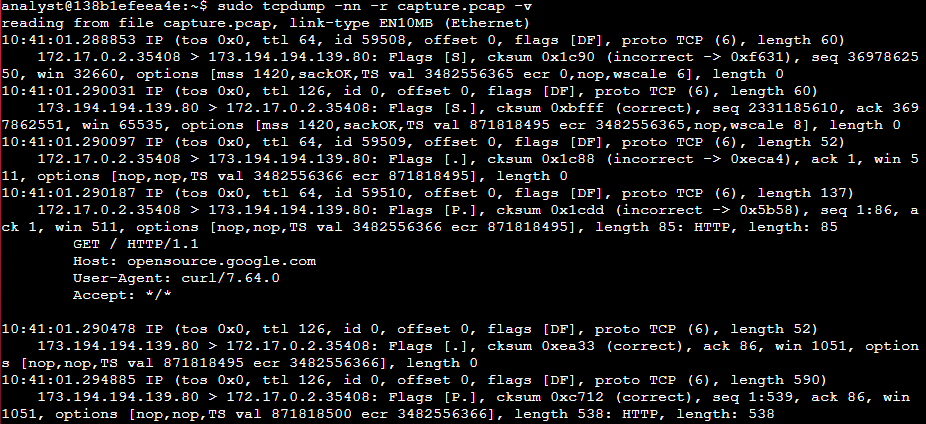 analyst@138b1efeea4e:~$ sudo tcpdump -nn -r capture.pcap -v
reading from file capture.pcap, link-type EN10MB (Ethernet)
10:41:01.288853 IP (tos 0x0, ttl 64, id 59508, offset 0, flags [DF], proto TCP (6), length 60)
    172.17.0.2.35408 > 173.194.194.139.80: Flags [S], cksum 0x1c90 (incorrect -> 0xf631), seq 36978625
50, win 32660, options [mss 1420,sackOK,TS val 3482556365 ecr 0,nop,wscale 6], length 0
10:41:01.290031 IP (tos 0x0, ttl 126, id 0, offset 0, flags [DF], proto TCP (6), length 60)
    173.194.194.139.80 > 172.17.0.2.35408: Flags [S.], cksum 0xbfff (correct), seq 2331185610, ack 369
7862551, win 65535, options [mss 1420,sackOK,TS val 871818495 ecr 3482556365,nop,wscale 8], length 0
10:41:01.290097 IP (tos 0x0, ttl 64, id 59509, offset 0, flags [DF], proto TCP (6), length 52)
    172.17.0.2.35408 > 173.194.194.139.80: Flags [.], cksum 0x1c88 (incorrect -> 0xeca4), ack 1, win 5
11, options [nop,nop,TS val 3482556366 ecr 871818495], length 0
10:41:01.290187 IP (tos 0x0, ttl 64, id 59510, offset 0, flags [DF], proto TCP (6), length 137)
    172.17.0.2.35408 > 173.194.194.139.80: Flags [P.], cksum 0x1cdd (incorrect -> 0x5b58), seq 1:86, a
ck 1, win 511, options [nop,nop,TS val 3482556366 ecr 871818495], length 85: HTTP, length: 85
        GET / HTTP/1.1
        Host: opensource.google.com
        User-Agent: curl/7.64.0
        Accept: */*
10:41:01.290478 IP (tos 0x0, ttl 126, id 0, offset 0, flags [DF], proto TCP (6), length 52)
    173.194.194.139.80 > 172.17.0.2.35408: Flags [.], cksum 0xea33 (correct), ack 86, win 1051, option
s [nop,nop,TS val 871818495 ecr 3482556366], length 0
10:41:01.294885 IP (tos 0x0, ttl 126, id 0, offset 0, flags [DF], proto TCP (6), length 590)
    173.194.194.139.80 > 172.17.0.2.35408: Flags [P.], cksum 0xc712 (correct), seq 1:539, ack 86, win
1051, options [nop,nop,TS val 871818500 ecr 3482556366], length 538: HTTP, length: 538